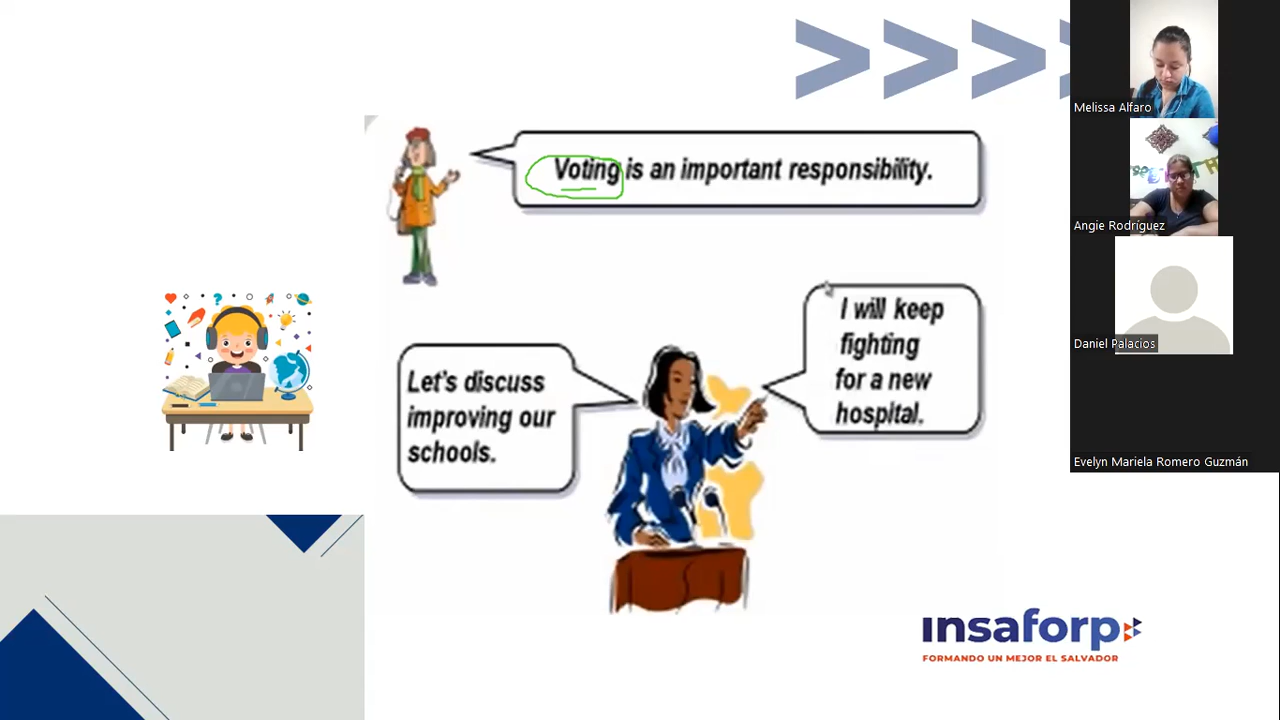 Voting is an important responsibility.
I will keep
fighting
for a new
hospital.
Let's discuss
improving our
schools.
insaforp
FORMANDO UN MEJOR EL SALVADOR
Melissa Alfaro
Angie Rodríguez
Daniel Palacios
Evelyn Mariela Romero Guzmán